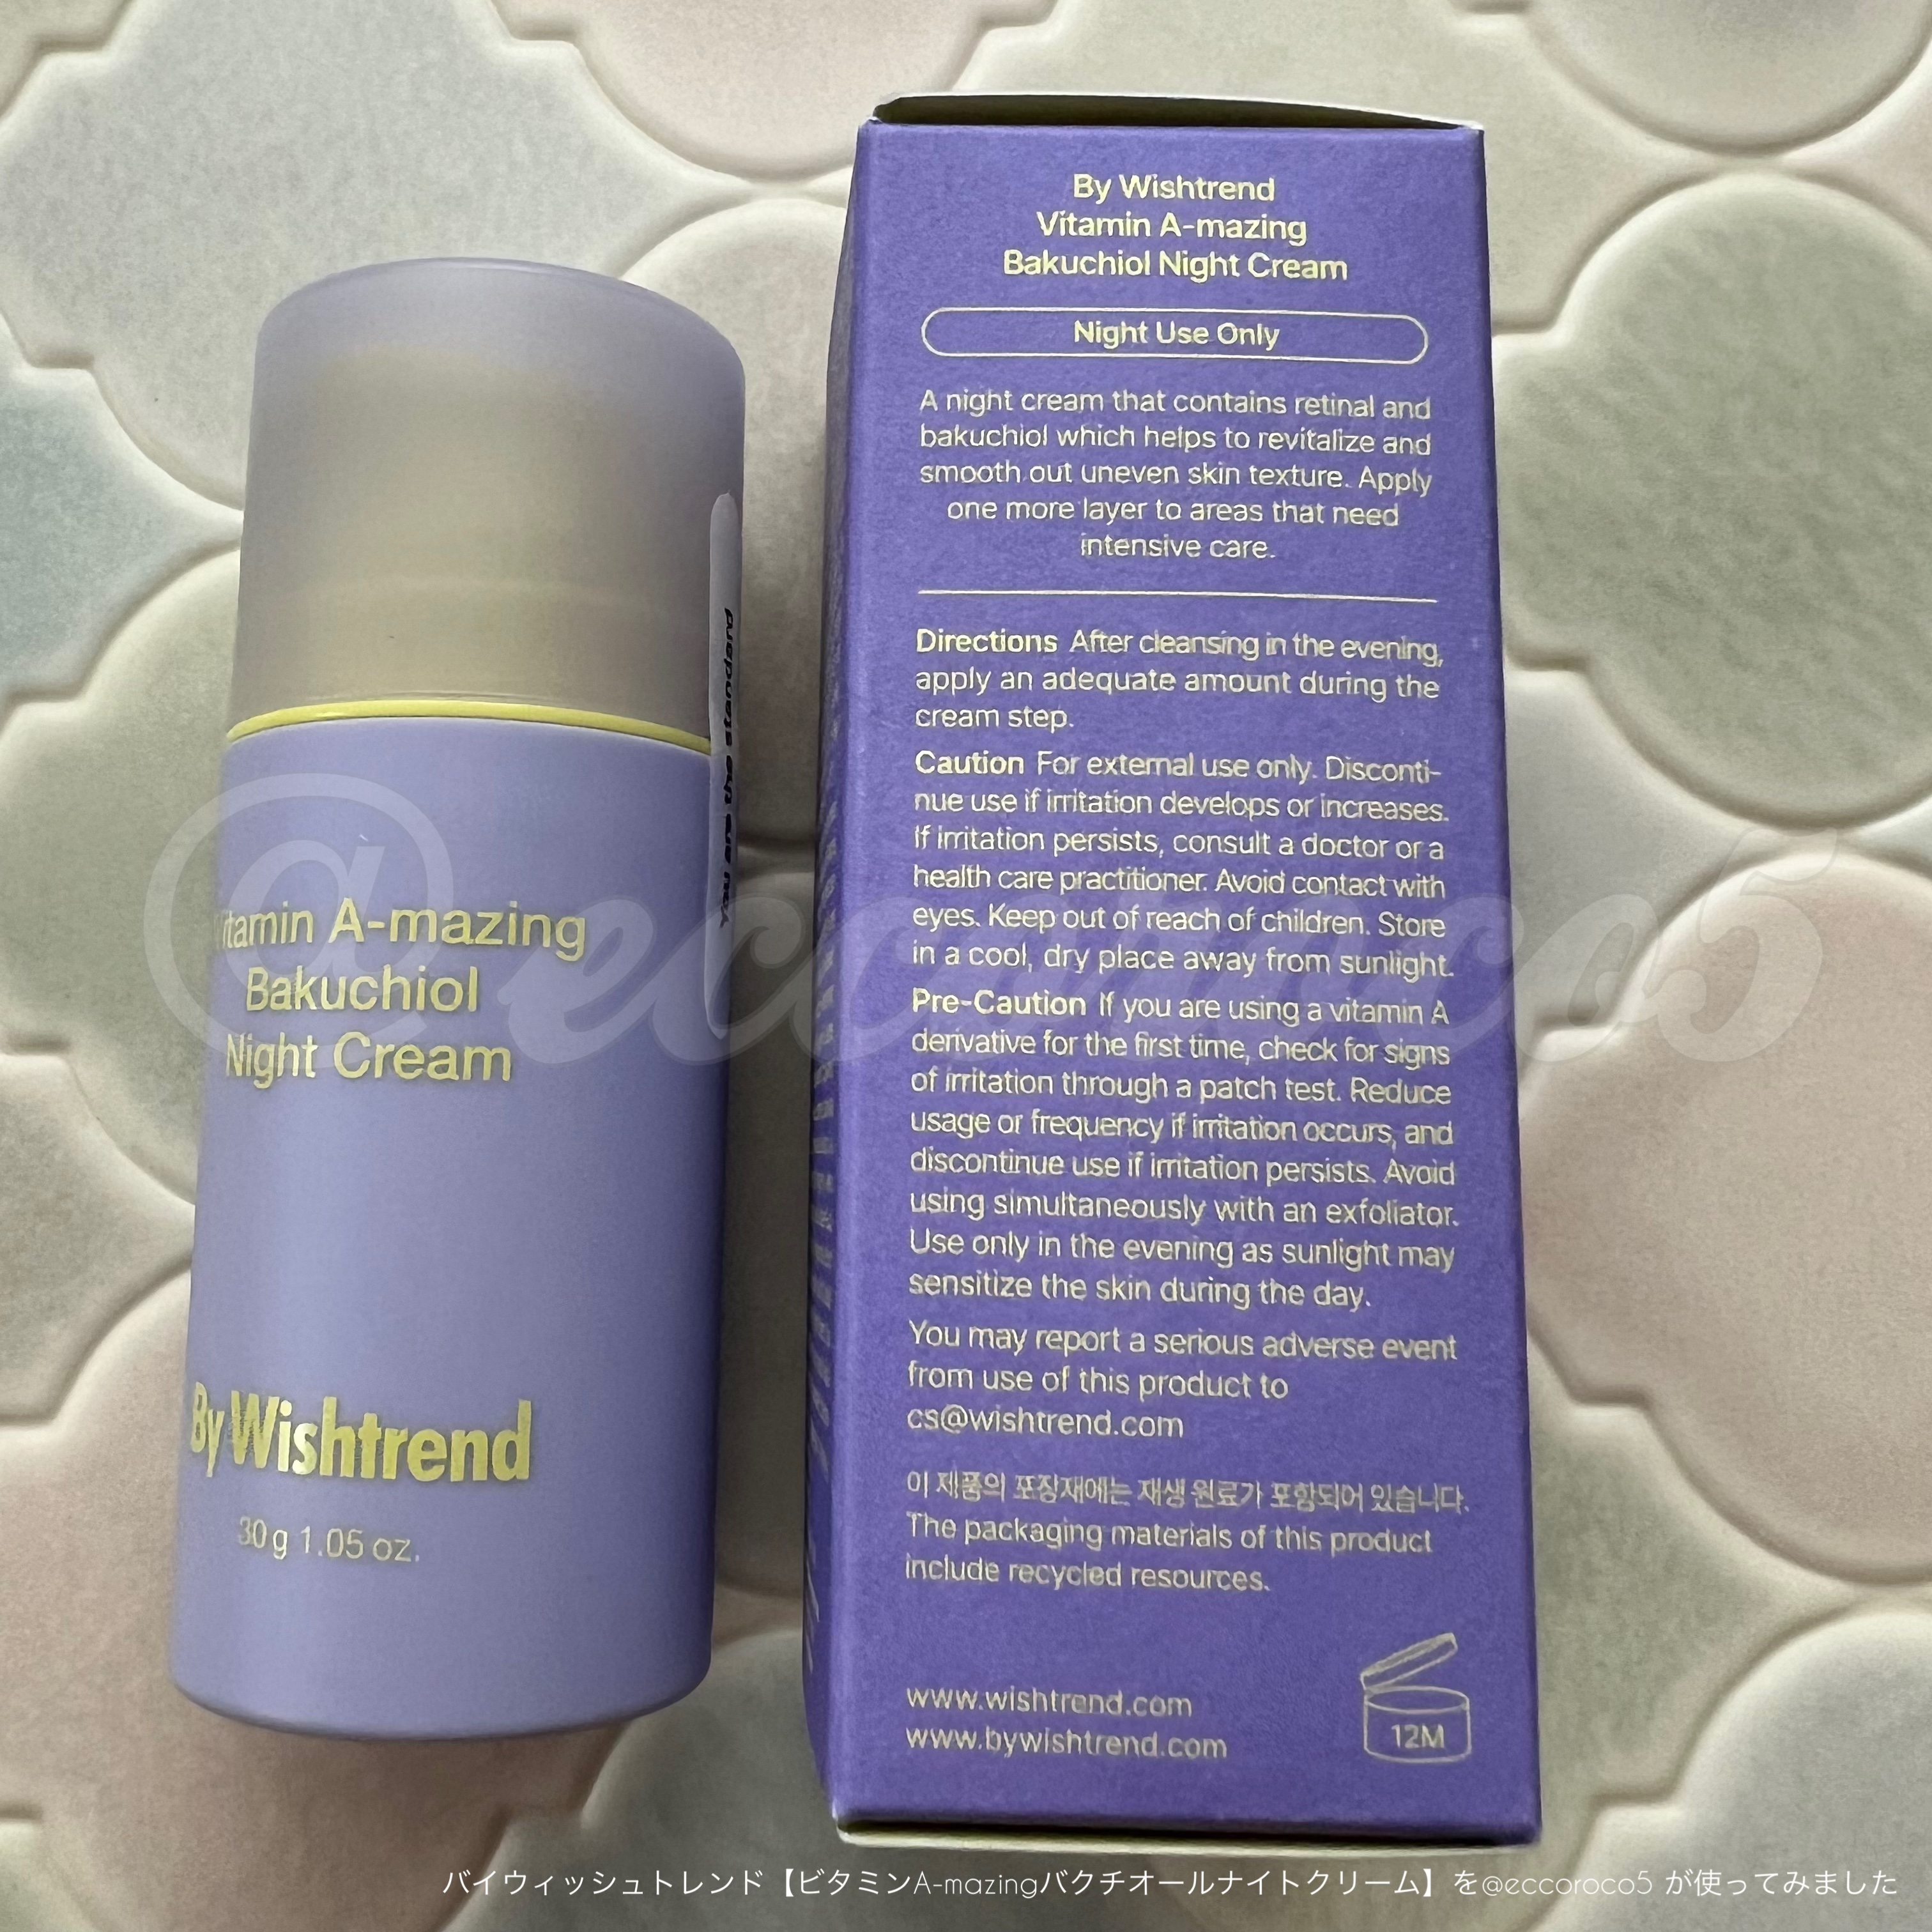 Vitamin A-mazing
Bakuchiol
Night Cream
By Wishtrend
30 g 1.05 oz.
You are the standard
By Wishtrend
Vitamin A-mazing
Bakuchiol Night Cream
Night Use Only
A night cream that contains retinal and
bakuchiol which helps to revitalize and
smooth out uneven skin texture. Apply
one more layer to areas that need
intensive care.
Directions After cleansing in the evening,
apply an adequate amount during the
cream step.
Caution For external use only. Disconti-
nue use if irritation develops or increases.
If irritation persists, consult a doctor or a
health care practitioner. Avoid contact with
eyes. Keep out of reach of children. Store
in a cool, dry place away from sunlight.
Pre-Caution If you are using a vitamin A
derivative for the first time, check for signs
of irritation through a patch test. Reduce
usage or frequency if irritation occurs, and
discontinue use if irritation persists. Avoid
using simultaneously with an exfoliator.
Use only in the evening as sunlight may
sensitize the skin during the day.
You may report a serious adverse event
from use of this product to
cs@wishtrend.com
이 제품의 포장재에는 재생 원료가 포함되어 있습니다.
The packaging materials of this product
include recycled resources.
www.wishtrend.com
www.bywishtrend.com
12M
@eccoroco5
バイウィッシュトレンド【ビタミンA-mazingバクチオールナイトクリーム】を@eccoroco5 が使ってみました